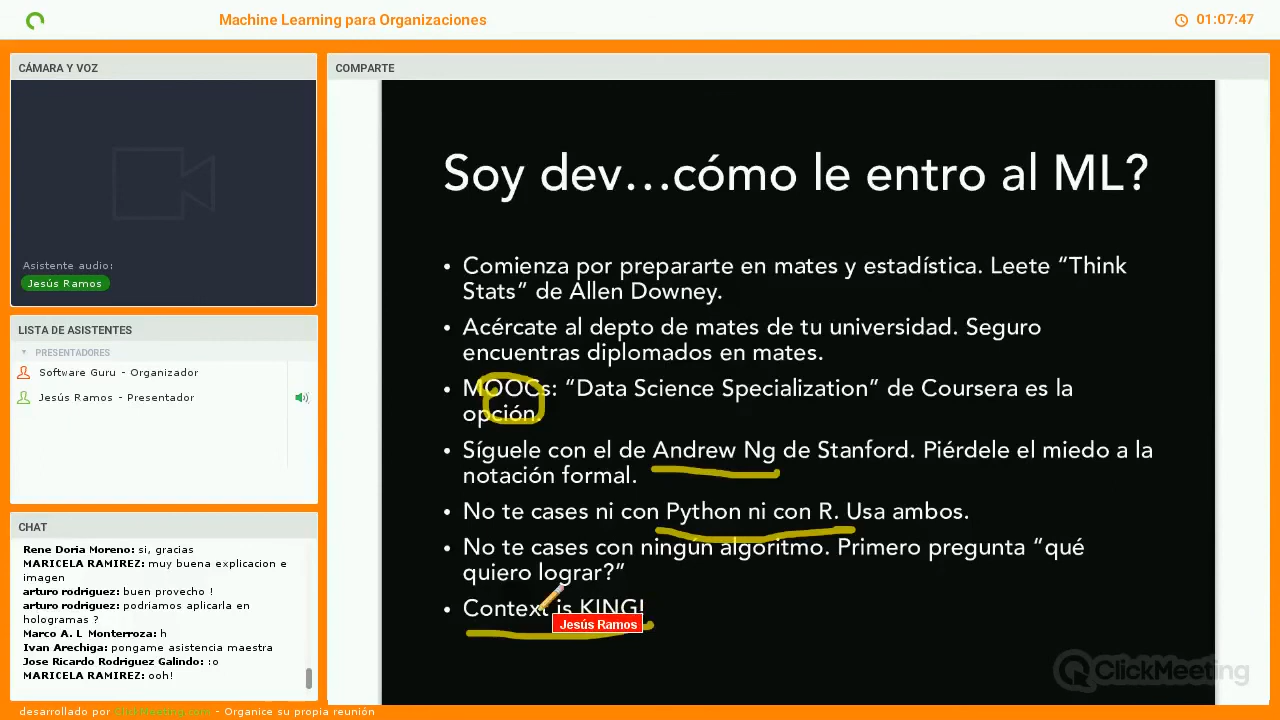 Machine Learning para Organizaciones
01:07:47
CÁMARA Y VOZ
Asistente audio:
Jesús Ramos
LISTA DE ASISTENTES
PRESENTADORES
Software Guru - Organizador
Jesús Ramos - Presentador
CHAT
Rene Doria Moreno: si, gracias
MARICELA RAMIREZ: muy buena explicacion e
imagen
arturo rodriguez: buen provecho !
arturo rodriguez: podriamos aplicarla en
hologramas ?
Marco A. L Monterroza: h
Ivan Arechiga: pongame asistencia maestra
Jose Ricardo Rodriguez Galindo: :o
MARICELA RAMIREZ: ooh!
COMPARTE
Soy dev...cómo le entro al ML?
• Comienza por prepararte en mates y estadística. Leete “Think
Stats” de Allen Downey.
• Acércate al depto de mates de tu universidad. Seguro
encuentras diplomados en mates.
• MOOCs: “Data Science Specialization” de Coursera es la
opción.
• Síguele con el de Andrew Ng de Stanford. Piérdele el miedo a la
notación formal.
• No te cases ni con Python ni con R. Usa ambos.
• No te cases con ningún algoritmo. Primero pregunta “qué
quiero lograr?”
• Context is KING!
Jesús Ramos
ClickMeeting
desarrollado por ClickMeeting.com - Organice su propia reunión